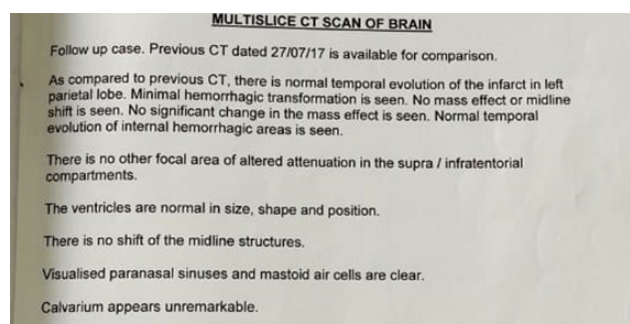 MULTISLICE CT SCAN OF BRAIN
Follow up case. Previous CT dated 27/07/17 is available for comparison.
As compared to previous CT, there is normal temporal evolution of the infarct in left
parietal lobe. Minimal hemorrhagic transformation is seen. No mass effect or midline
shift is seen. No significant change in the mass effect is seen. Normal temporal
evolution of internal hemorrhagic areas is seen.
There is no other focal area of altered attenuation in the supra / infratentorial
compartments.
The ventricles are normal in size, shape and position.
There is no shift of the midline structures.
Visualised paranasal sinuses and mastoid air cells are clear.
Calvarium appears unremarkable.